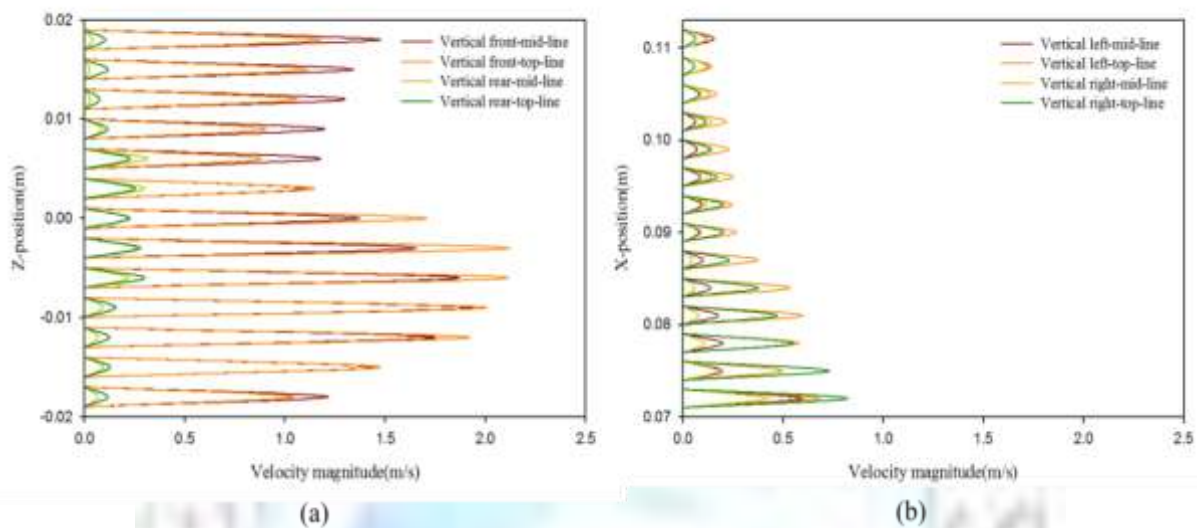 0.02
0.01
0.00
-0.01
-0.02
Z-position(m)
Vertical front-mid-line
Vertical front-top-line
Vertical rear-mid-line
Vertical rear-top-line
0.0 0.5 1.0 1.5 2.0 2.5
Velocity magnitude(m/s)
(a)
0.11
0.10
0.09
0.08
0.07
X-position(m)
Vertical left-mid-line
Vertical left-top-line
Vertical right-mid-line
Vertical right-top-line
0.0 0.5 1.0 1.5 2.0 2.5
Velocity magnitude(m/s)
(b)